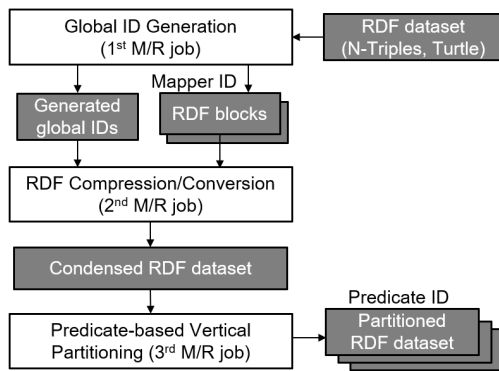 Global ID Generation
(1st M/R job)
RDF dataset
(N-Triples, Turtle)
Mapper ID
Generated
global IDs
RDF blocks
RDF Compression/Conversion
(2nd M/R job)
Condensed RDF dataset
Predicate ID
Predicate-based Vertical
Partitioning (3rd M/R job)
Partitioned
RDF dataset